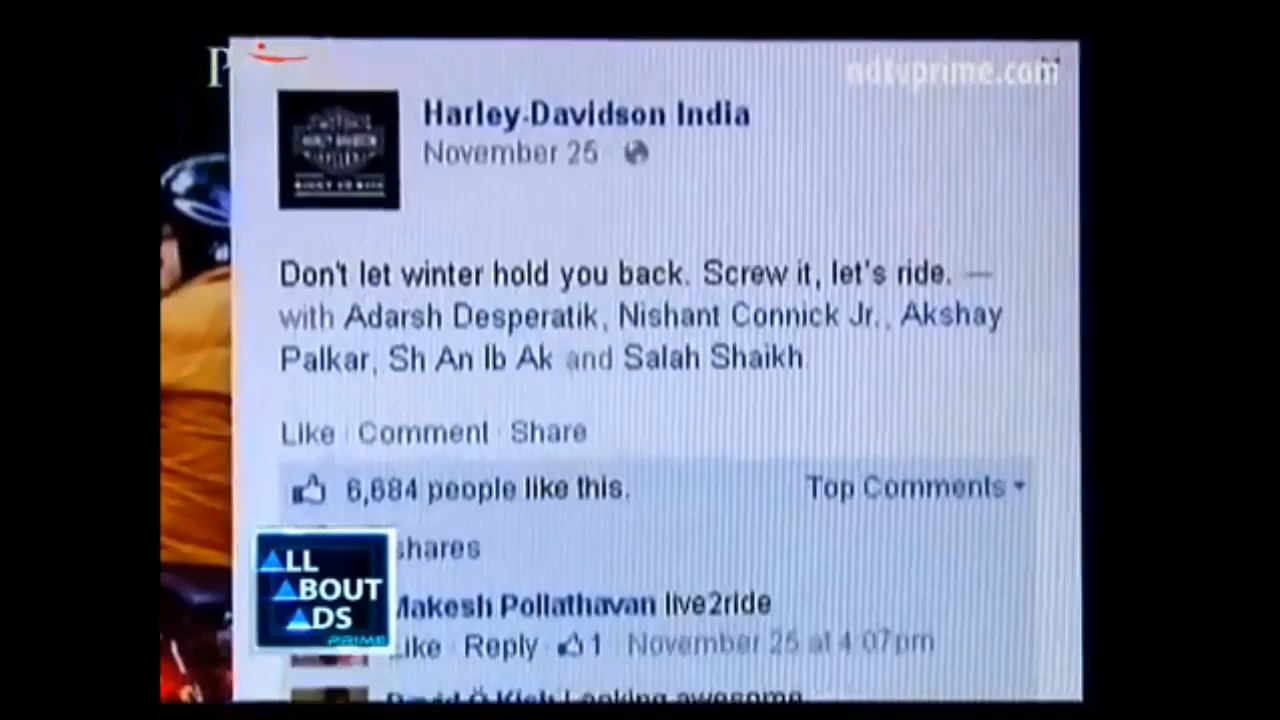 ndtvprime.com
Harley-Davidson India
November 25
Don't let winter hold you back. Screw it, let's ride. —
with Adarsh Desperatik, Nishant Connick Jr., Akshay
Palkar, Sh An Ib Ak and Salah Shaikh
Like · Comment · Share
6,684 people like this.
Top Comments
shares
Makesh Pollathavan live2ride
Like · Reply · 1 · November 25 at 4:07pm
Looking awesome
ALL
ABOUT
ADS
PRIME